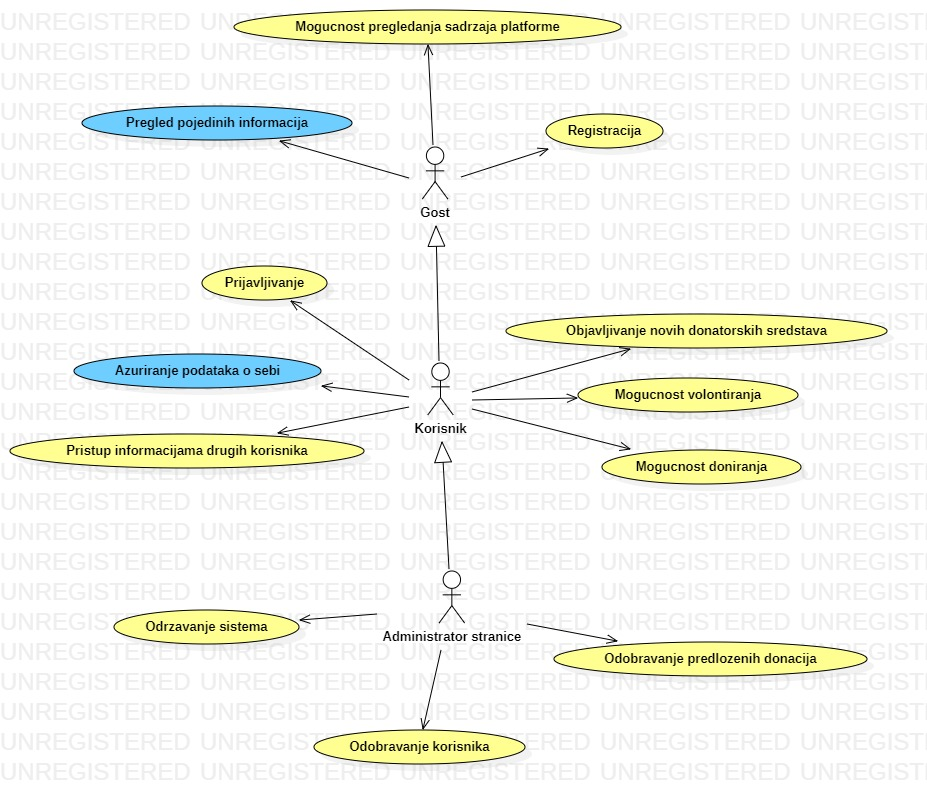 Mogucnost pregledanja sadrzaja platforme
Pregled pojedinih informacija
Registracija
Gost
Prijavljivanje
Objavljivanje novih donatorskih sredstava
Azuriranje podataka o sebi
Mogucnost volontiranja
Korisnik
Pristup informacijama drugih korisnika
Mogucnost doniranja
Odrzavanje sistema
Administrator stranice
Odobravanje predlozenih donacija
Odobravanje korisnika
UNREGISTERED